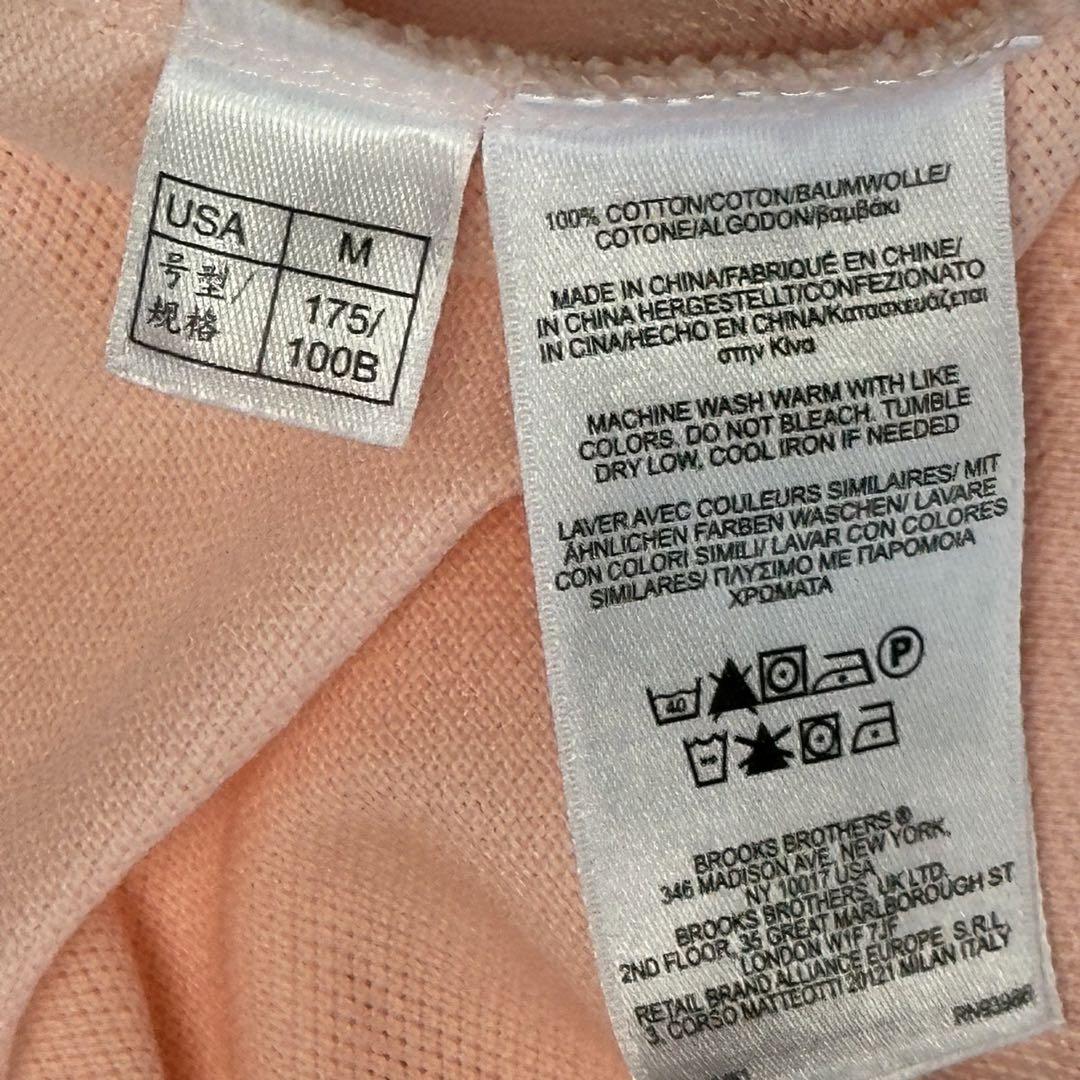 USA M
号型/ 175/
规格 100B
100% COTTON/COTON/BAUMWOLLE/
COTONE/ALGODON/βαμβάκι
MADE IN CHINA/FABRIQUÉ EN CHINE/
IN CHINA HERGESTELLT/CONFEZIONATO
IN CINA/HECHO EN CHINA/Κατασκευάζεται
στην Κίνα
MACHINE WASH WARM WITH LIKE
COLORS. DO NOT BLEACH. TUMBLE
DRY LOW. COOL IRON IF NEEDED
LAVER AVEC COULEURS SIMILAIRES/ MIT
ÄHNLICHEN FARBEN WASCHEN/ LAVARE
CON COLORI SIMILI/ LAVAR CON COLORES
SIMILARES/ ΠΛΥΣΙΜΟ ΜΕ ΠΑΡΟΜΟΙΑ
ΧΡΩΜΑΤΑ
40 P
BROOKS BROTHERS®
346 MADISON AVE, NEW YORK,
NY 10017 USA
BROOKS BROTHERS, UK LTD.
2ND FLOOR, 35 GREAT MARLBOROUGH ST
LONDON W1F 7JF
RETAIL BRAND ALLIANCE EUROPE, S.R.L.
3, CORSO MATTEOTTI 20121 MILAN ITALY